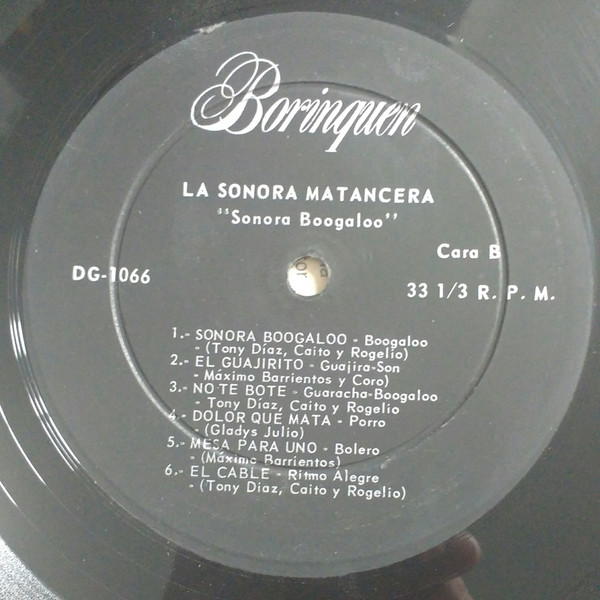 Borinquen
LA SONORA MATANCERA
"Sonora Boogaloo"
Cara B
DG-1066
33 1/3 R. P. M.
1.- SONORA BOOGALOO - Boogaloo
- (Tony Díaz, Caito y Rogelio)
2.- EL GUAJIRITO - Guajira-Son
- Máximo Barrientos y Coro)
3.- NO TE BOTE - Guaracha-Boogaloo
- Tony Díaz, Caito y Rogelio
4.- DOLOR QUE MATA - Porro
- (Gladys Julio)
5.- MESA PARA UNO - Bolero
- (Máximo Barrientos)
6.- EL CABLE - Ritmo Alegre
- (Tony Díaz, Caito y Rogelio)